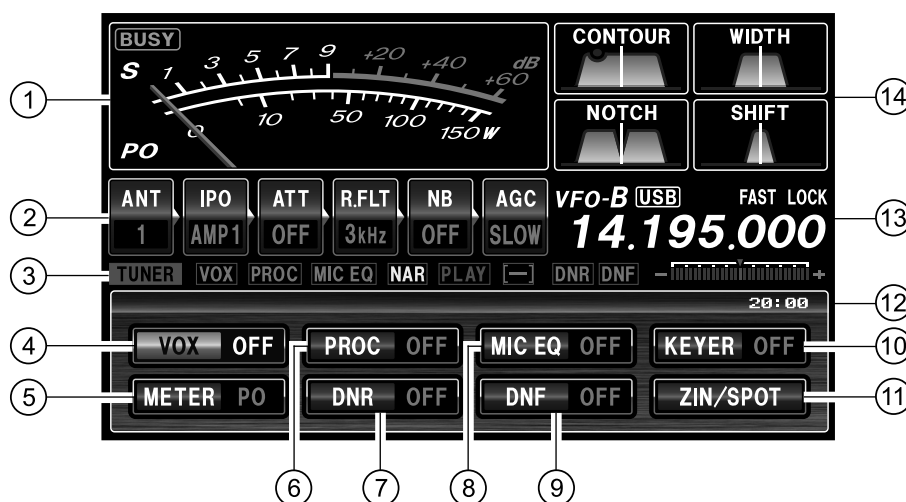 BUSY
S 1 3 5 7 9 +20 +40 +60 dB
0 10 50 100 150 W
PO
CONTOUR WIDTH
NOTCH SHIFT
ANT IPO ATT R.FLT NB AGC
1 AMP1 OFF 3kHz OFF SLOW
VFO-B USB FAST LOCK
14.195.000
TUNER VOX PROC MIC EQ NAR PLAY DNR DNF - +
20:00
VOX OFF PROC OFF MIC EQ OFF KEYER OFF
METER PO DNR OFF DNF OFF ZIN/SPOT
1
2
3
4
5
6
7
8
9
10
11
12
13
14